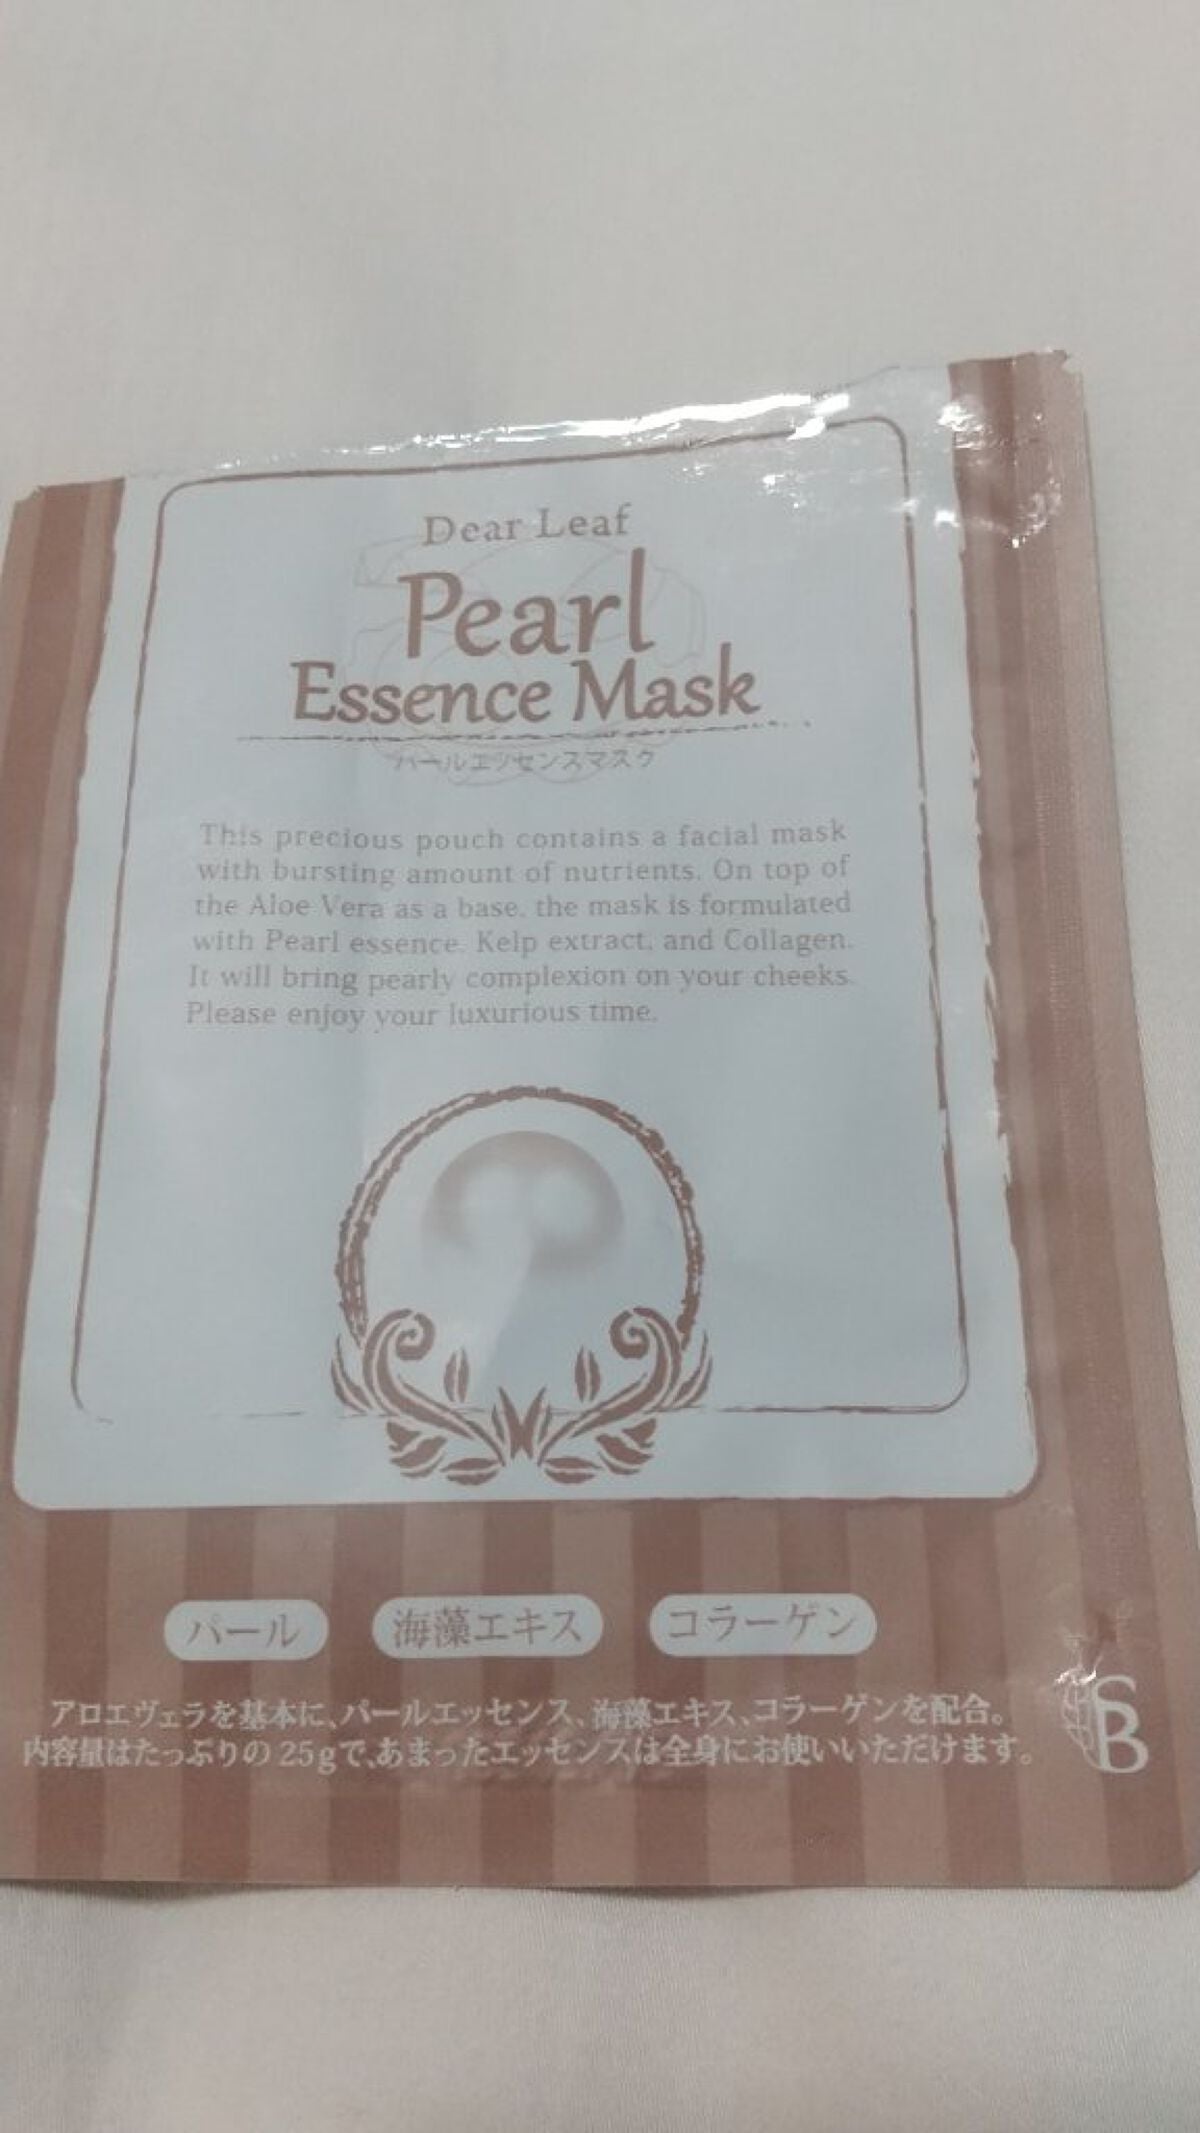 Dear Leaf
Pearl
Essence Mask
パールエッセンスマスク
This precious pouch contains a facial mask
with bursting amount of nutrients. On top of
the Aloe Vera as a base, the mask is formulated
with Pearl essence, Kelp extract, and Collagen.
It will bring pearly complexion on your cheeks.
Please enjoy your luxurious time.
パール 海藻エキス コラーゲン
アロエヴェラを基本に、パールエッセンス、海藻エキス、コラーゲンを配合。
内容量はたっぷりの25gで、あまったエッセンスは全身にお使いいただけます。
SB